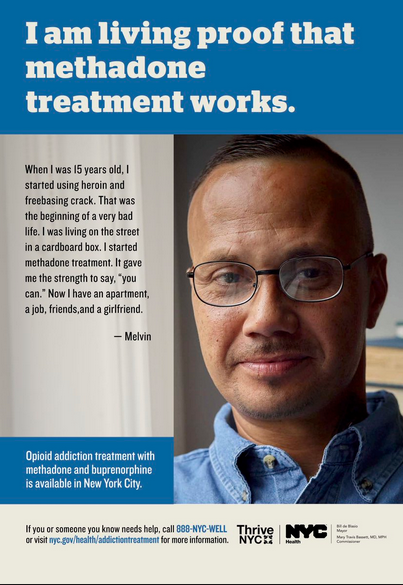 I am living proof that
methadone
treatment works.
When I was 15 years old, I
started using heroin and
freebasing crack. That was
the beginning of a very bad
life. I was living on the street
in a cardboard box. I started
methadone treatment. It gave
me the strength to say, “you
can.” Now I have an apartment,
a job, friends,and a girlfriend.
— Melvin
Opioid addiction treatment with
methadone and buprenorphine
is available in New York City.
If you or someone you know needs help, call 888-NYC-WELL
or visit nyc.gov/health/addictiontreatment for more information.
Thrive
NYC
NYC
Health
Bill de Blasio
Mayor
Mary Travis Bassett, MD, MPH
Commissioner